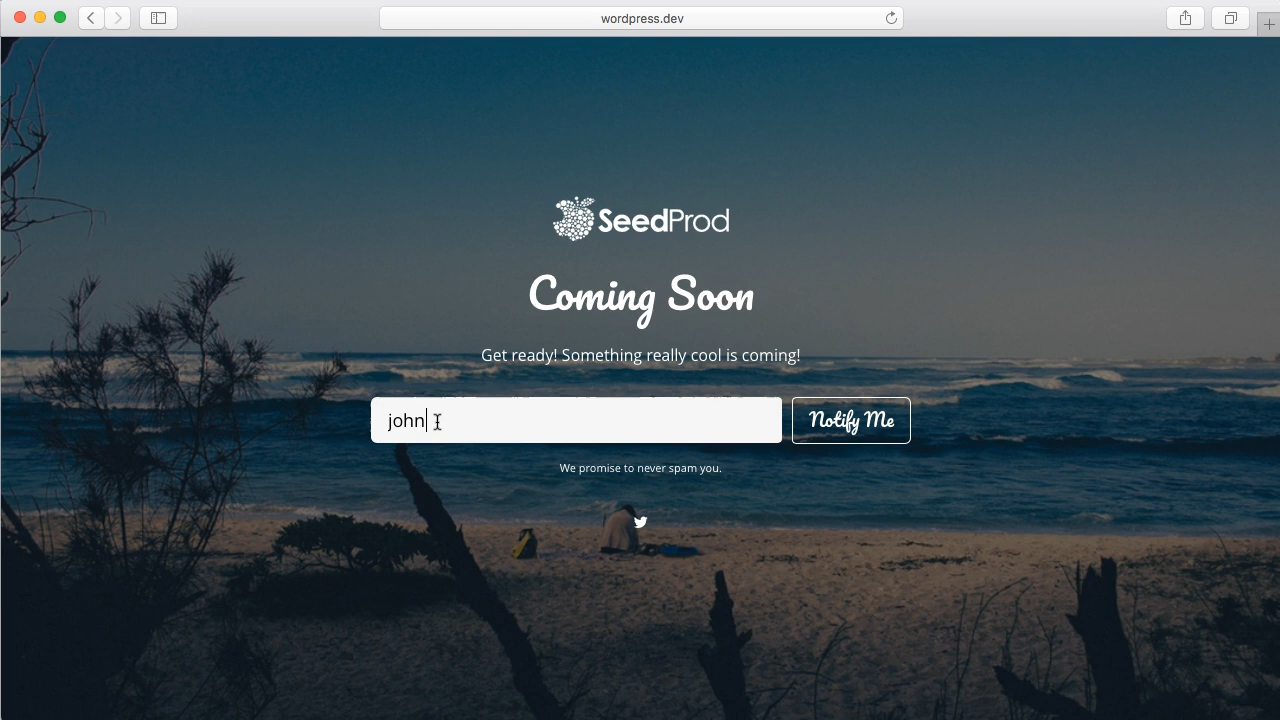 wordpress.dev
SeedProd
Coming Soon
Get ready! Something really cool is coming!
john
Notify Me
We promise to never spam you.